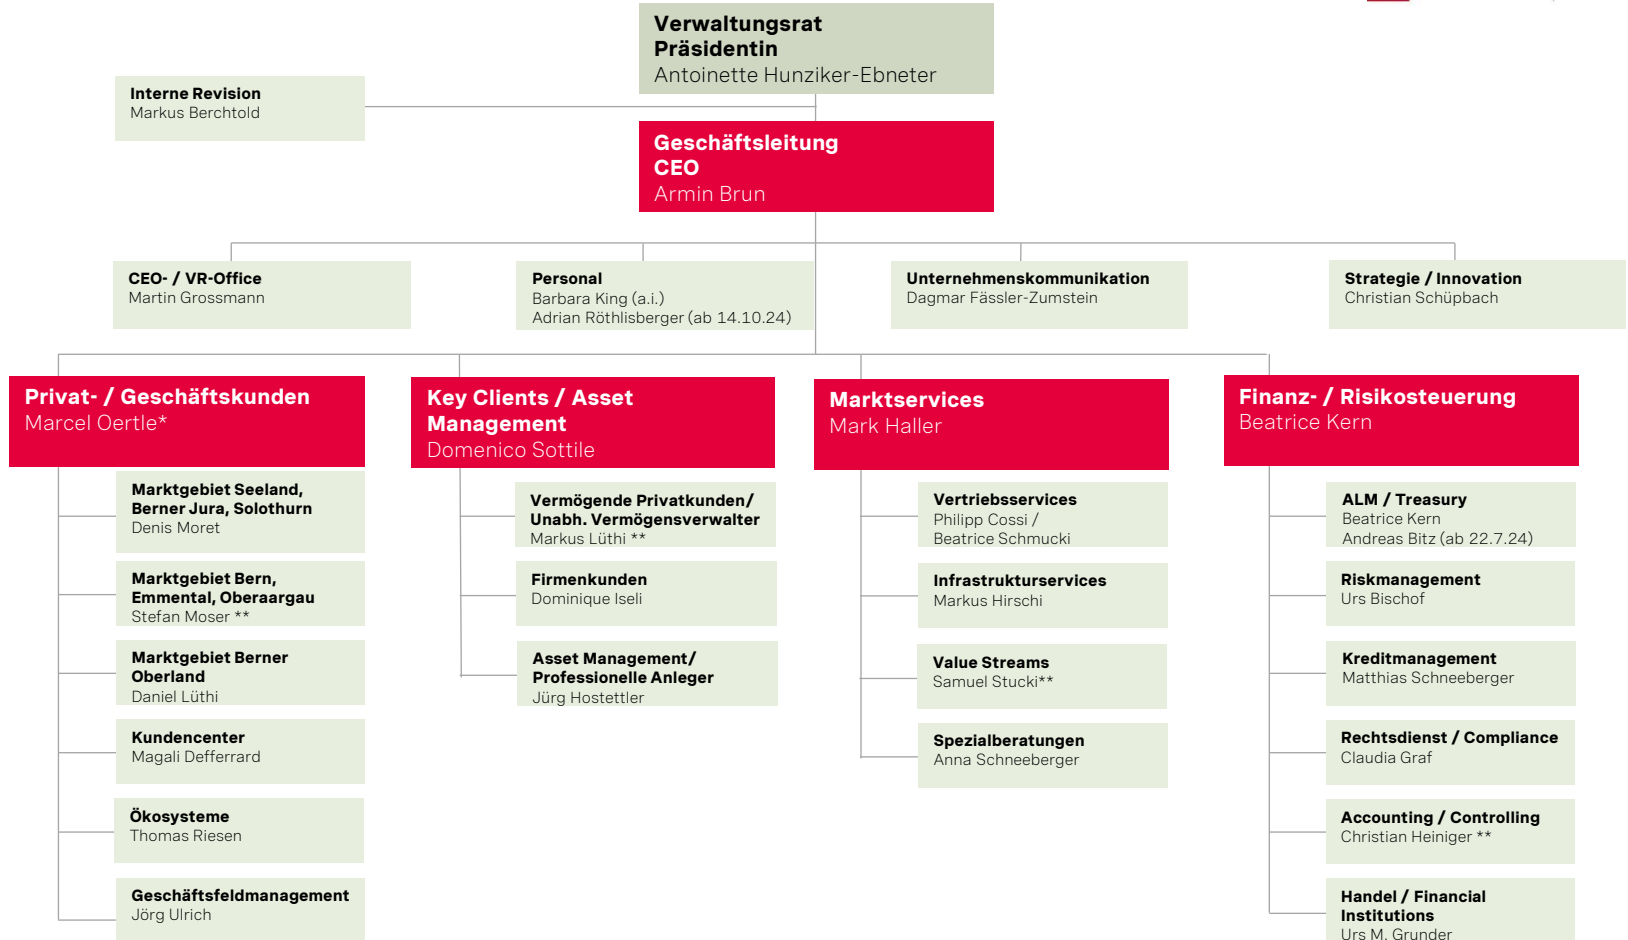 Verwaltungsrat
Präsidentin
Antoinette Hunziker-Ebneter
Interne Revision
Markus Berchtold
Geschäftsleitung
CEO
Armin Brun
CEO- / VR-Office
Martin Grossmann
Personal
Barbara King (a.i.)
Adrian Röthlisberger (ab 14.10.24)
Unternehmenskommunikation
Dagmar Fässler-Zumstein
Strategie / Innovation
Christian Schüpbach
Privat- / Geschäftskunden
Marcel Oertle*
Marktgebiet Seeland,
Berner Jura, Solothurn
Denis Moret
Marktgebiet Bern,
Emmental, Oberaargau
Stefan Moser **
Marktgebiet Berner
Oberland
Daniel Lüthi
Kundencenter
Magali Defferrard
Ökosysteme
Thomas Riesen
Geschäftsfeldmanagement
Jörg Ulrich
Key Clients / Asset
Management
Domenico Sottile
Vermögende Privatkunden/
Unabh. Vermögensverwalter
Markus Lüthi **
Firmenkunden
Dominique Iseli
Asset Management/
Professionelle Anleger
Jürg Hostettler
Marktservices
Mark Haller
Vertriebsservices
Philipp Cossi /
Beatrice Schmucki
Infrastrukturservices
Markus Hirschi
Value Streams
Samuel Stucki**
Spezialberatungen
Anna Schneeberger
Finanz- / Risikosteuerung
Beatrice Kern
ALM / Treasury
Beatrice Kern
Andreas Bitz (ab 22.7.24)
Riskmanagement
Urs Bischof
Kreditmanagement
Matthias Schneeberger
Rechtsdienst / Compliance
Claudia Graf
Accounting / Controlling
Christian Heiniger **
Handel / Financial
Institutions
Urs M. Grunder